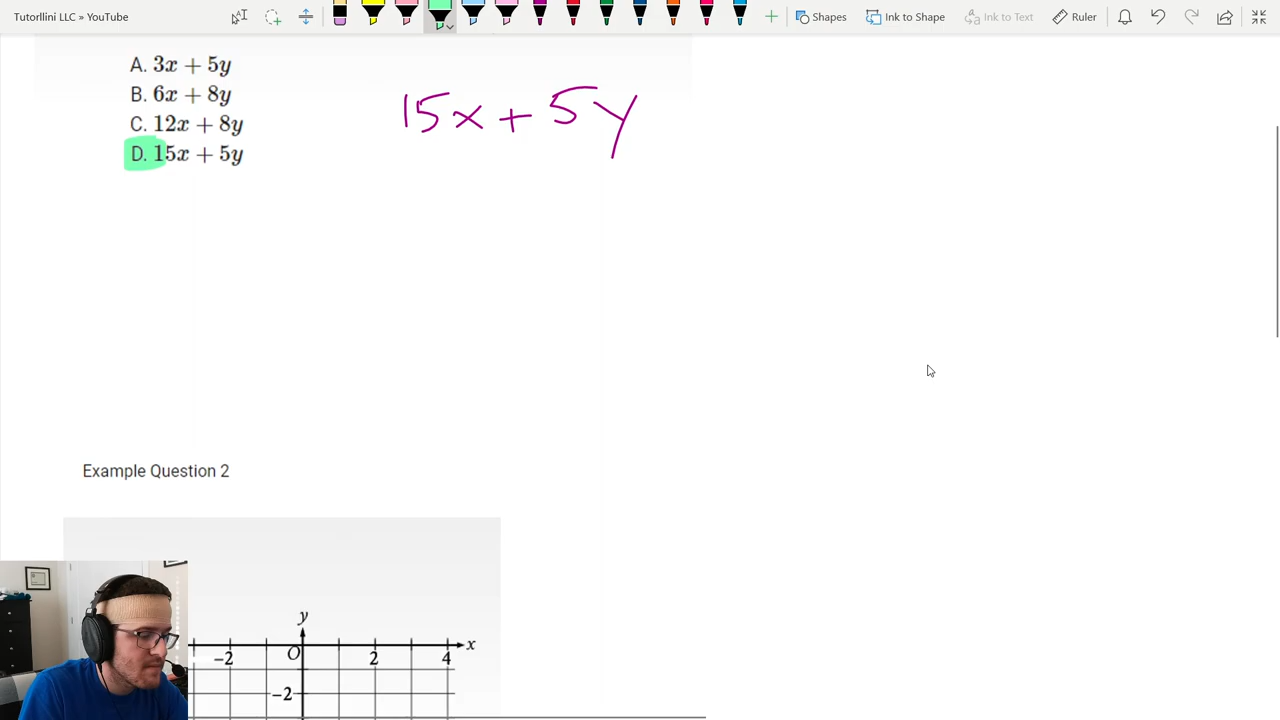 Tutorllini LLC » YouTube
Shapes
Ink to Shape
Ink to Text
Ruler
A. 3x + 5y
B. 6x + 8y
C. 12x + 8y
D. 15x + 5y
15x + 5y
Example Question 2
y
x
-2
O
2
4
-2